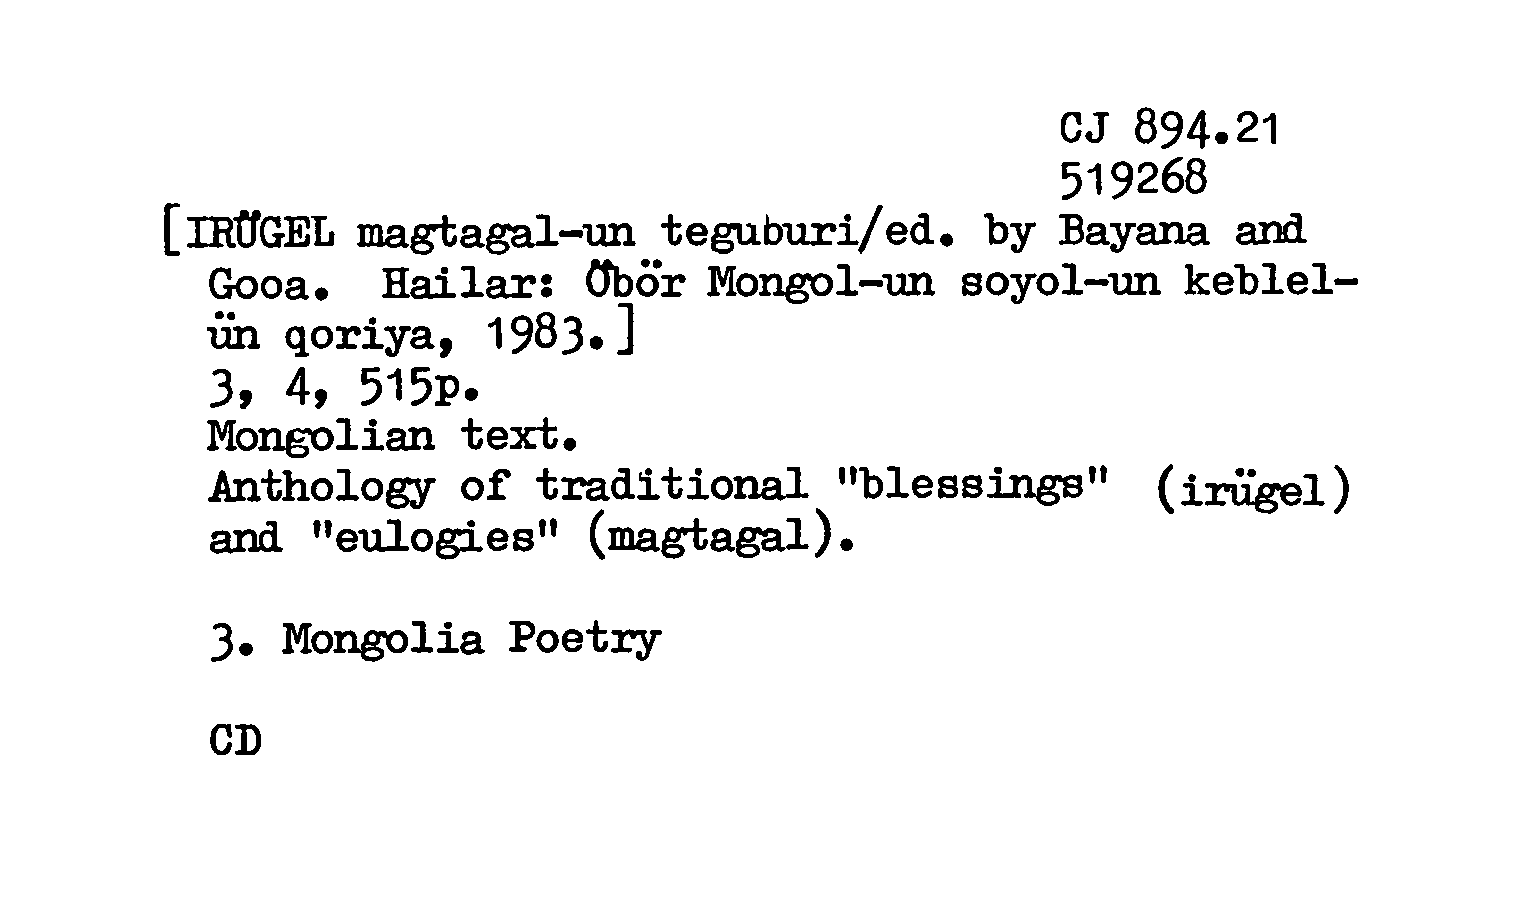 CJ 894.21
519268
[IRÜGEL magtagal-un teguburi/ed. by Bayana and
Gooa. Hailar: Öbör Mongol-un soyol-un keblel-
ün qoriya, 1983.]
3, 4, 515p.
Mongolian text.
Anthology of traditional "blessings" (irügel)
and "eulogies" (magtagal).
3. Mongolia Poetry
CD